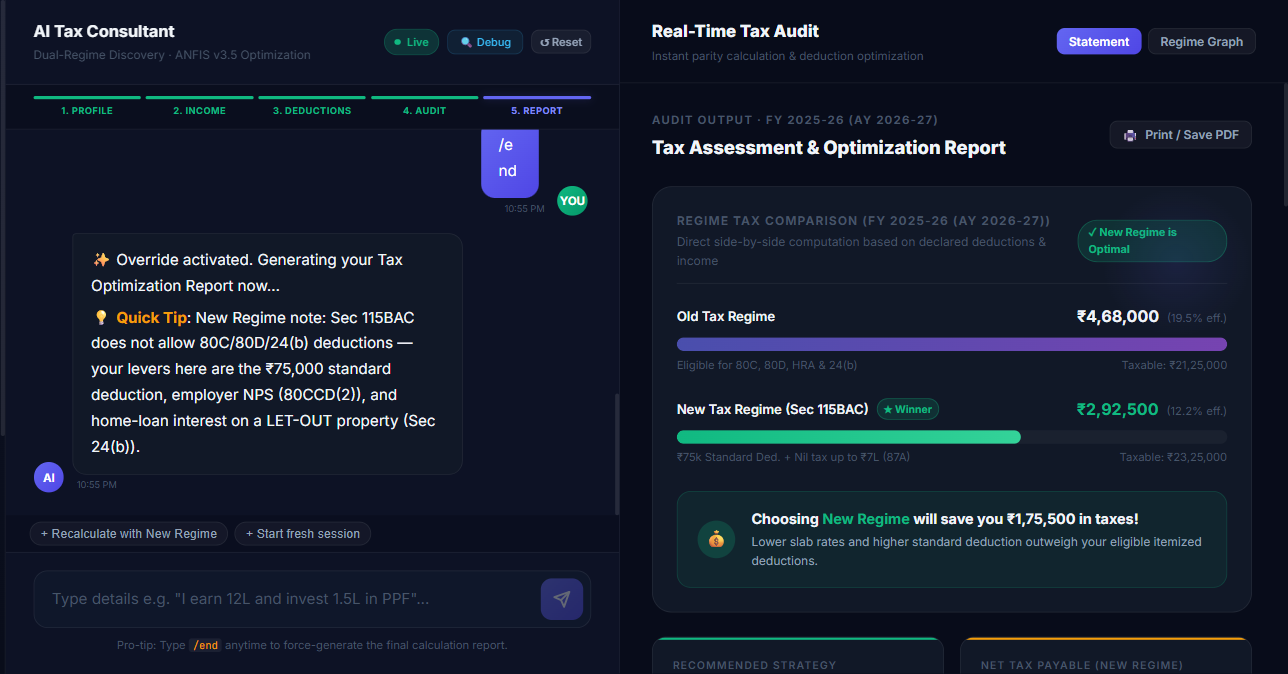 AI Tax Consultant
Dual-Regime Discovery · ANFIS v3.5 Optimization
Live
Debug
↺ Reset
1. PROFILE
2. INCOME
3. DEDUCTIONS
4. AUDIT
5. REPORT
/e
nd
YOU
10:55 PM
✨ Override activated. Generating your Tax
Optimization Report now...
💡 Quick Tip: New Regime note: Sec 115BAC
does not allow 80C/80D/24(b) deductions —
your levers here are the ₹75,000 standard
deduction, employer NPS (80CCD(2)), and
home-loan interest on a LET-OUT property (Sec
24(b)).
AI
10:55 PM
+ Recalculate with New Regime
+ Start fresh session
Type details e.g. "I earn 12L and invest 1.5L in PPF"...
Pro-tip: Type /end anytime to force-generate the final calculation report.
Real-Time Tax Audit
Instant parity calculation & deduction optimization
Statement
Regime Graph
AUDIT OUTPUT · FY 2025-26 (AY 2026-27)
Tax Assessment & Optimization Report
Print / Save PDF
REGIME TAX COMPARISON (FY 2025-26 (AY 2026-27))
Direct side-by-side computation based on declared deductions &
income
✓ New Regime is
Optimal
Old Tax Regime
₹4,68,000 (19.5% eff.)
Eligible for 80C, 80D, HRA & 24(b)
Taxable: ₹21,25,000
New Tax Regime (Sec 115BAC)
★ Winner
₹2,92,500 (12.2% eff.)
₹75k Standard Ded. + Nil tax up to ₹7L (87A)
Taxable: ₹23,25,000
Choosing New Regime will save you ₹1,75,500 in taxes!
Lower slab rates and higher standard deduction outweigh your eligible itemized
deductions.
RECOMMENDED STRATEGY
NET TAX PAYABLE (NEW REGIME)